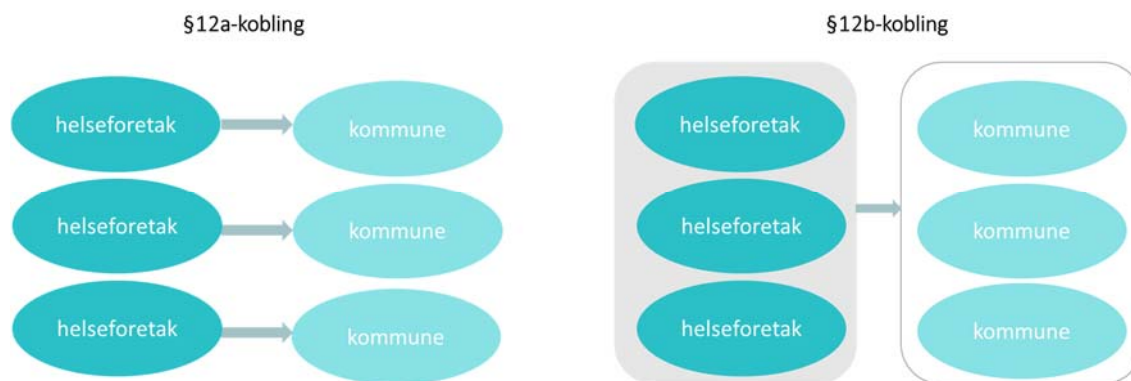 §12a-kobling
helseforetak
kommune
helseforetak
kommune
helseforetak
kommune
§12b-kobling
helseforetak
kommune
helseforetak
kommune
helseforetak
kommune